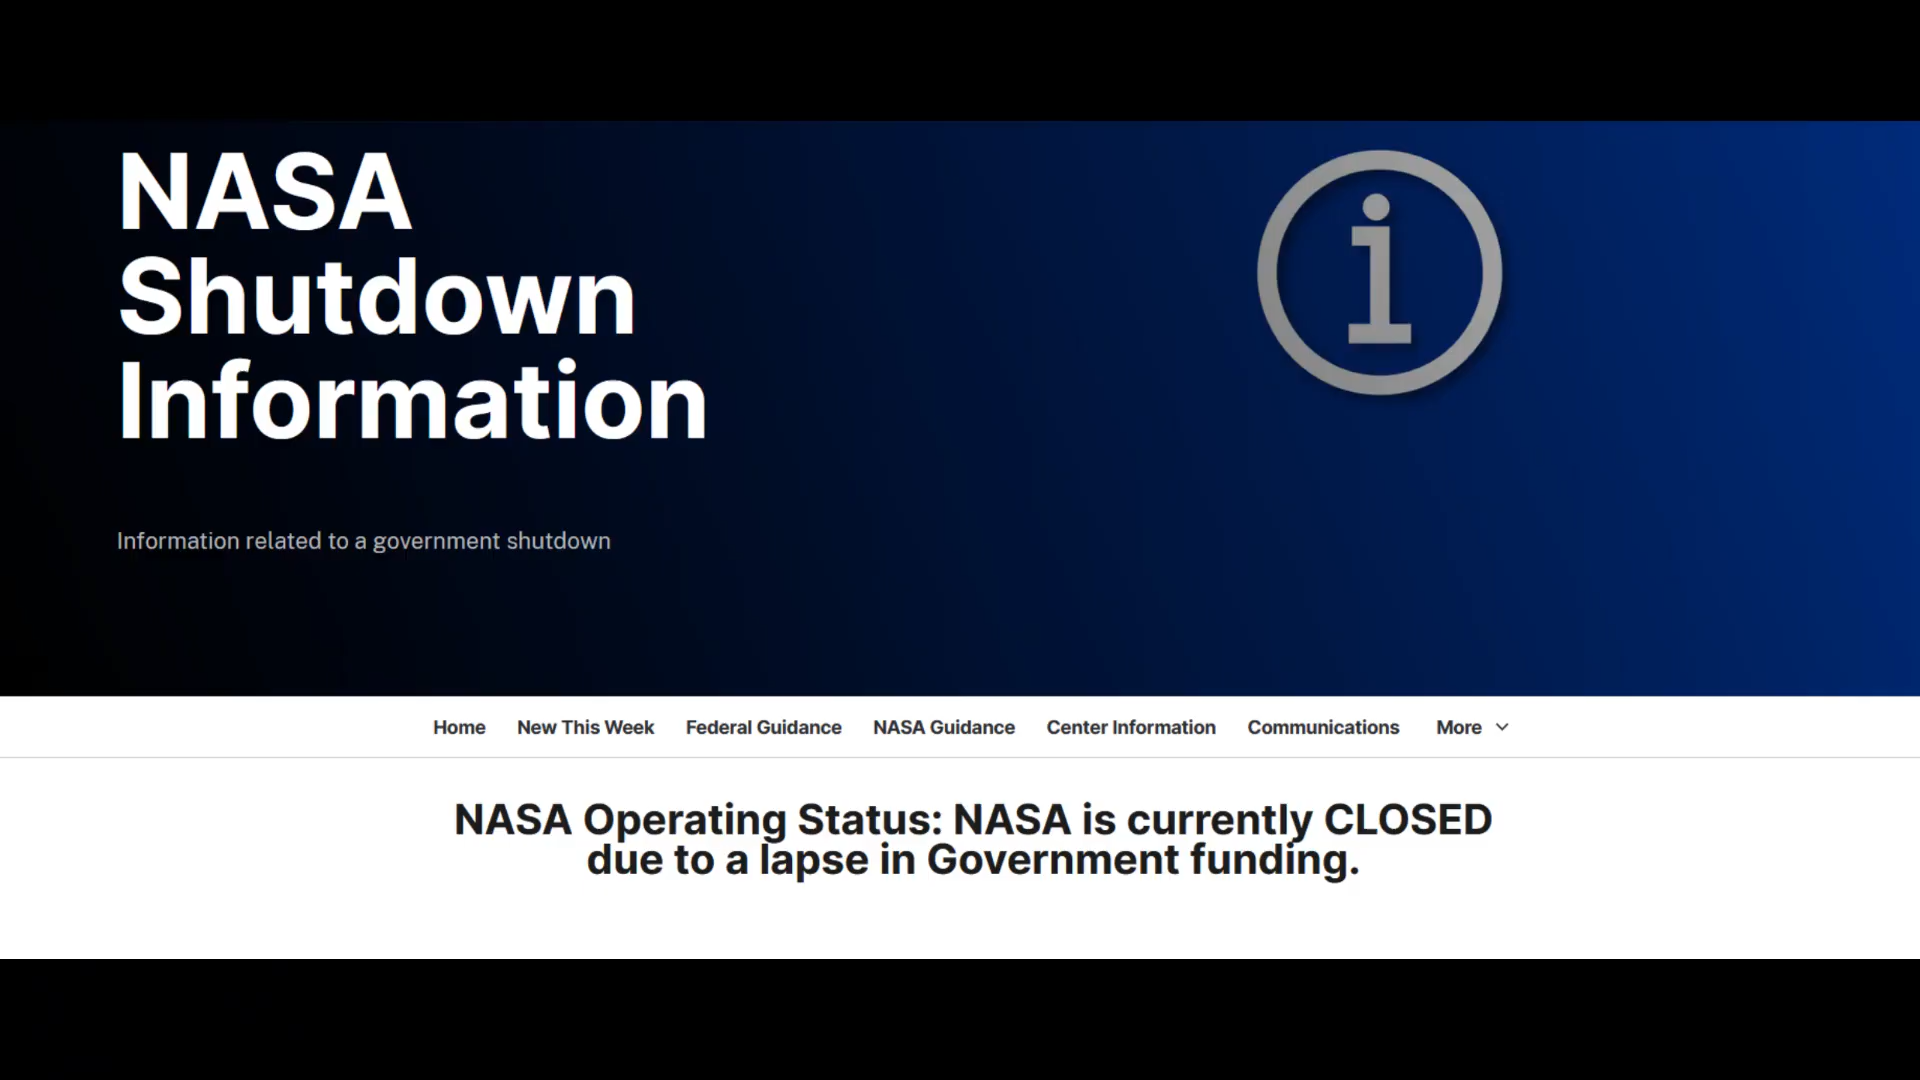 NASA
Shutdown
Information
Information related to a government shutdown
Home New This Week Federal Guidance NASA Guidance Center Information Communications More
NASA Operating Status: NASA is currently CLOSED
due to a lapse in Government funding.